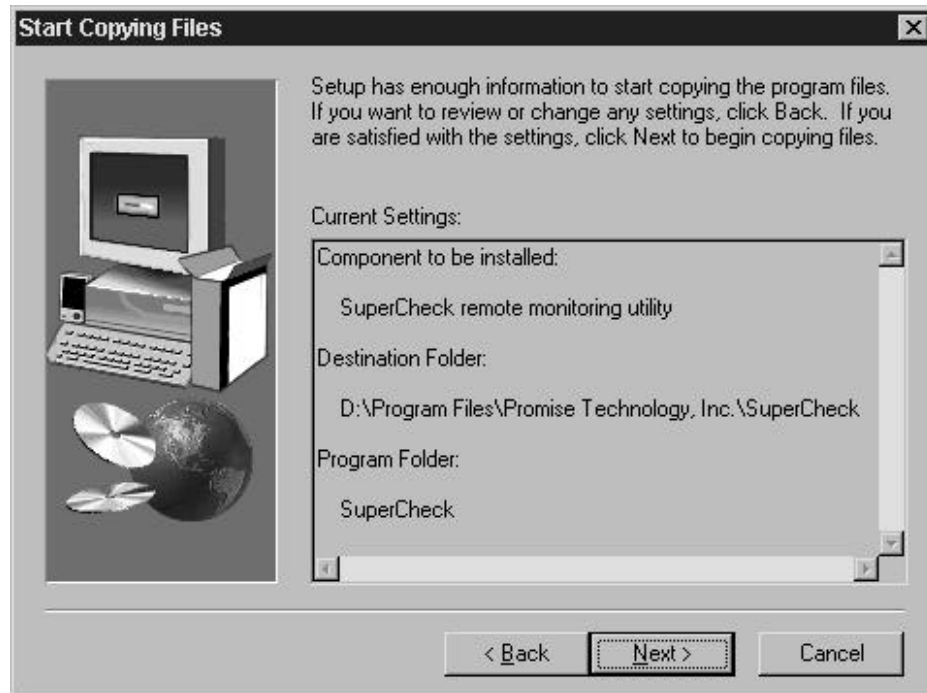 Start Copying Files
Setup has enough information to start copying the program files.
If you want to review or change any settings, click Back. If you
are satisfied with the settings, click Next to begin copying files.
Current Settings:
Component to be installed:
SuperCheck remote monitoring utility
Destination Folder:
D:\Program Files\Promise Technology, Inc.\SuperCheck
Program Folder:
SuperCheck
< Back
Next >
Cancel